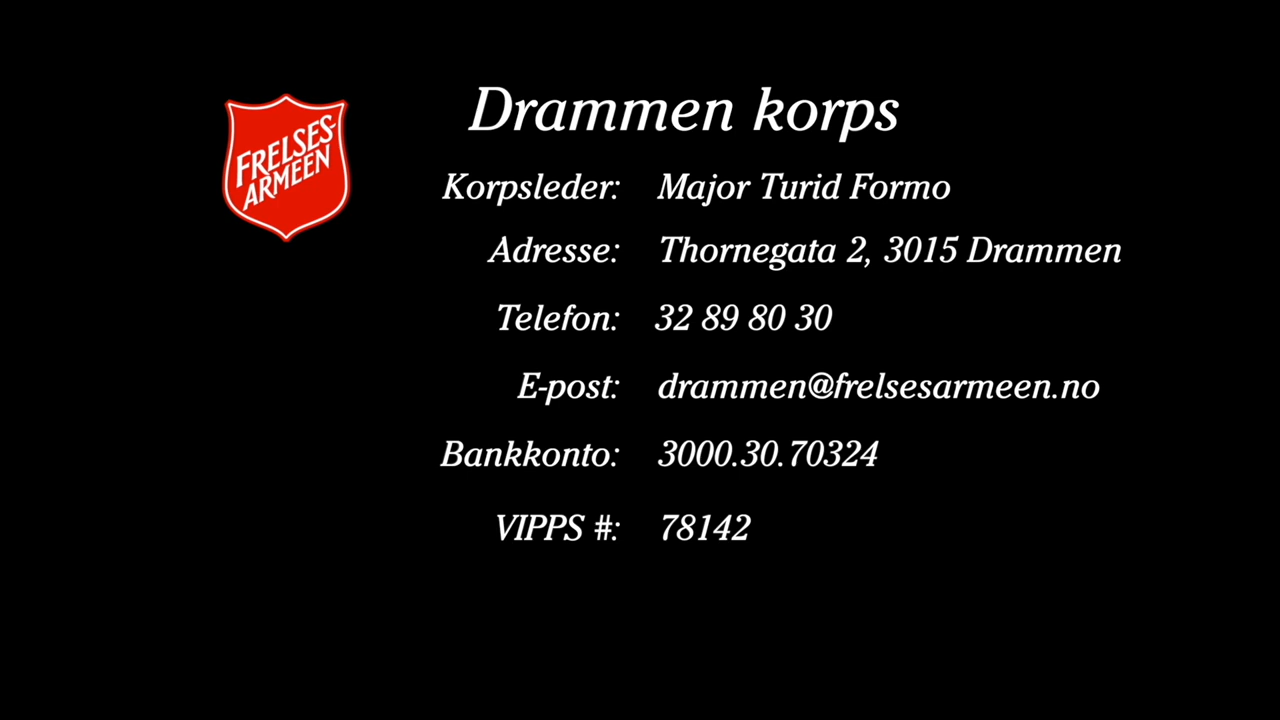 FRELSES-
ARMEEN
Drammen korps
Korpsleder: Major Turid Formo
Adresse: Thornegata 2, 3015 Drammen
Telefon: 32 89 80 30
E-post: drammen@frelsesarmeen.no
Bankkonto: 3000.30.70324
VIPPS #: 78142